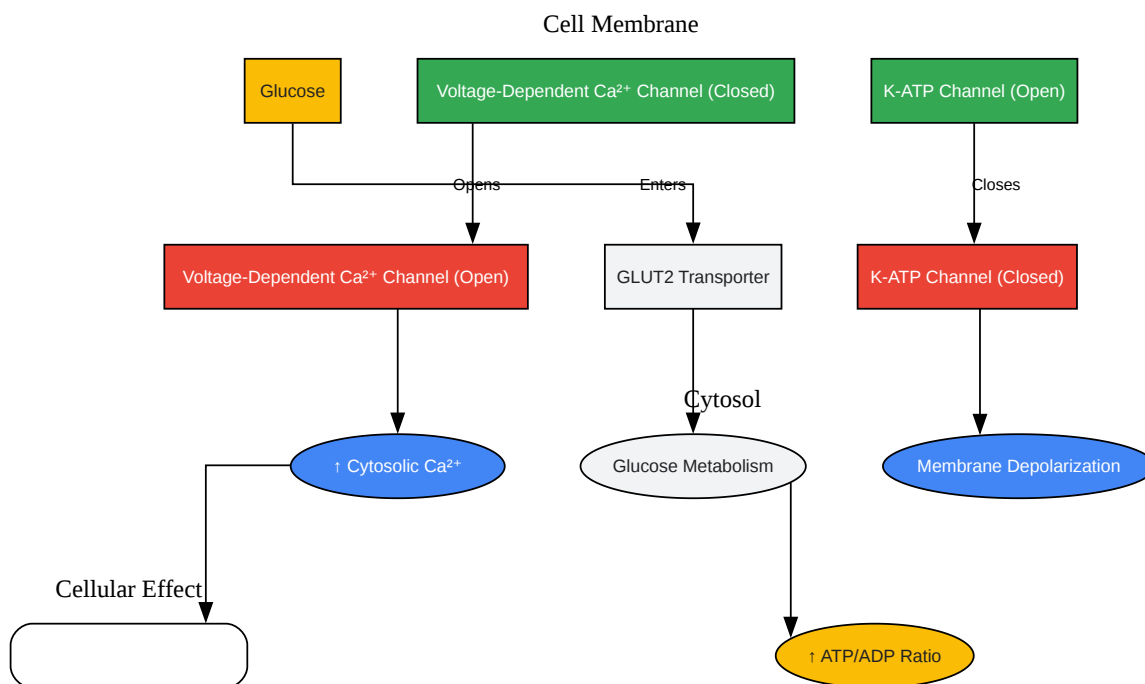 Cell Membrane
Glucose
Voltage-Dependent Ca²⁺ Channel (Closed)
K-ATP Channel (Open)
Opens
Enters
Closes
Voltage-Dependent Ca²⁺ Channel (Open)
GLUT2 Transporter
K-ATP Channel (Closed)
Cytosol
↑ Cytosolic Ca²⁺
Glucose Metabolism
Membrane Depolarization
Cellular Effect
↑ ATP/ADP Ratio